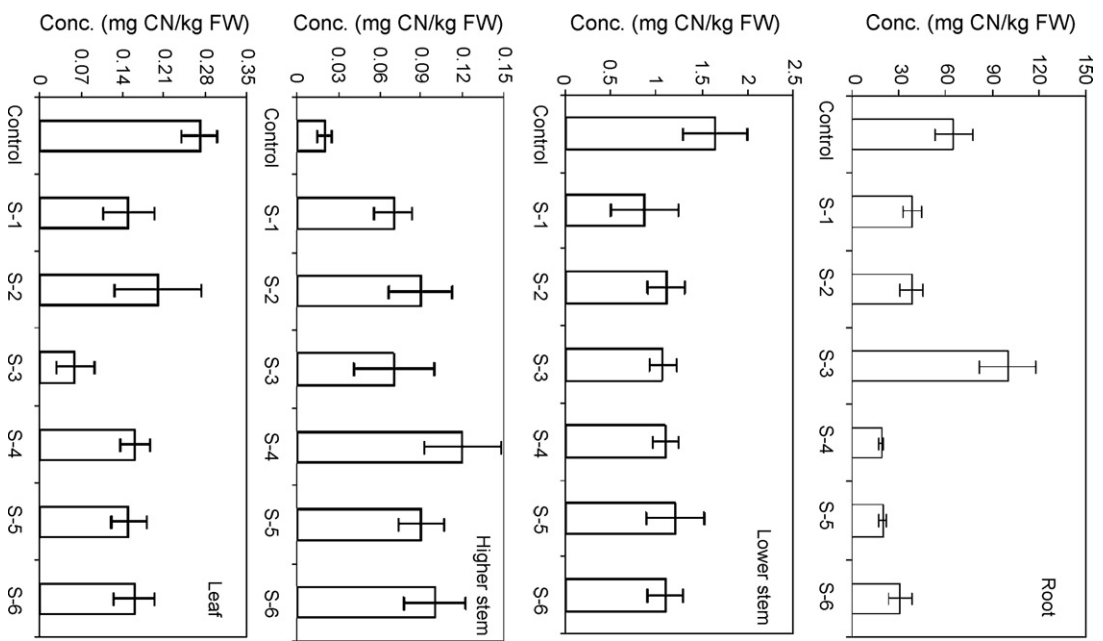 Conc. (mg CN/kg FW)
0
30
60
90
120
150
Control
S-1
S-2
S-3
S-4
S-5
S-6
Root
Conc. (mg CN/kg FW)
0
0.5
1
1.5
2
2.5
Control
S-1
S-2
S-3
S-4
S-5
S-6
Lower stem
Conc. (mg CN/kg FW)
0
0.03
0.06
0.09
0.12
0.15
Control
S-1
S-2
S-3
S-4
S-5
S-6
Higher stem
Conc. (mg CN/kg FW)
0
0.07
0.14
0.21
0.28
0.35
Control
S-1
S-2
S-3
S-4
S-5
S-6
Leaf